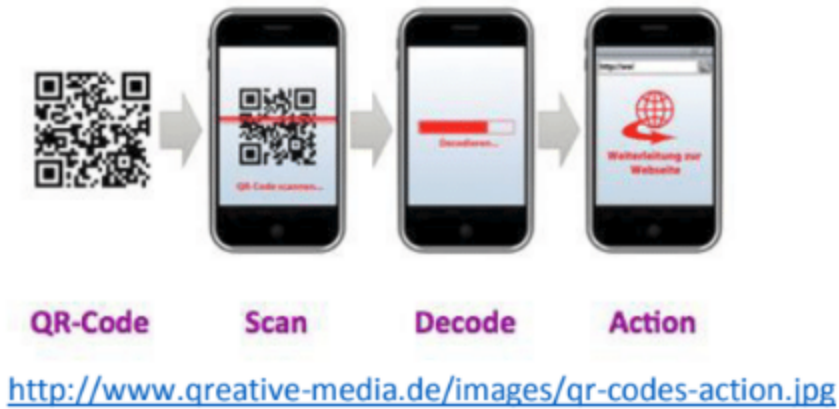 http://www/
QR-Code scannen...
Decodieren...
Weiterleitung zur
Webseite
QR-Code
Scan
Decode
Action
http://www.qreative-media.de/images/qr-codes-action.jpg